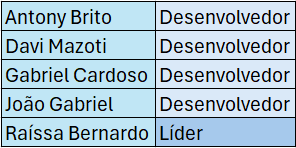 Antony Brito Desenvolvedor
Davi Mazoti Desenvolvedor
Gabriel Cardoso Desenvolvedor
João Gabriel Desenvolvedor
Raíssa Bernardo Líder